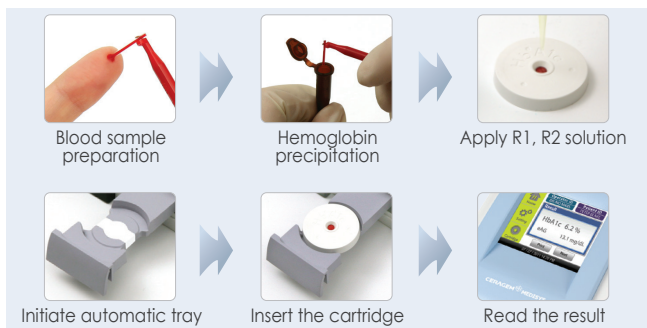 Blood sample
preparation
Hemoglobin
precipitation
Apply R1, R2 solution
Initiate automatic tray
Insert the cartridge
Read the result
HbA1c 6.2 %
CERAGEM MEDISYS